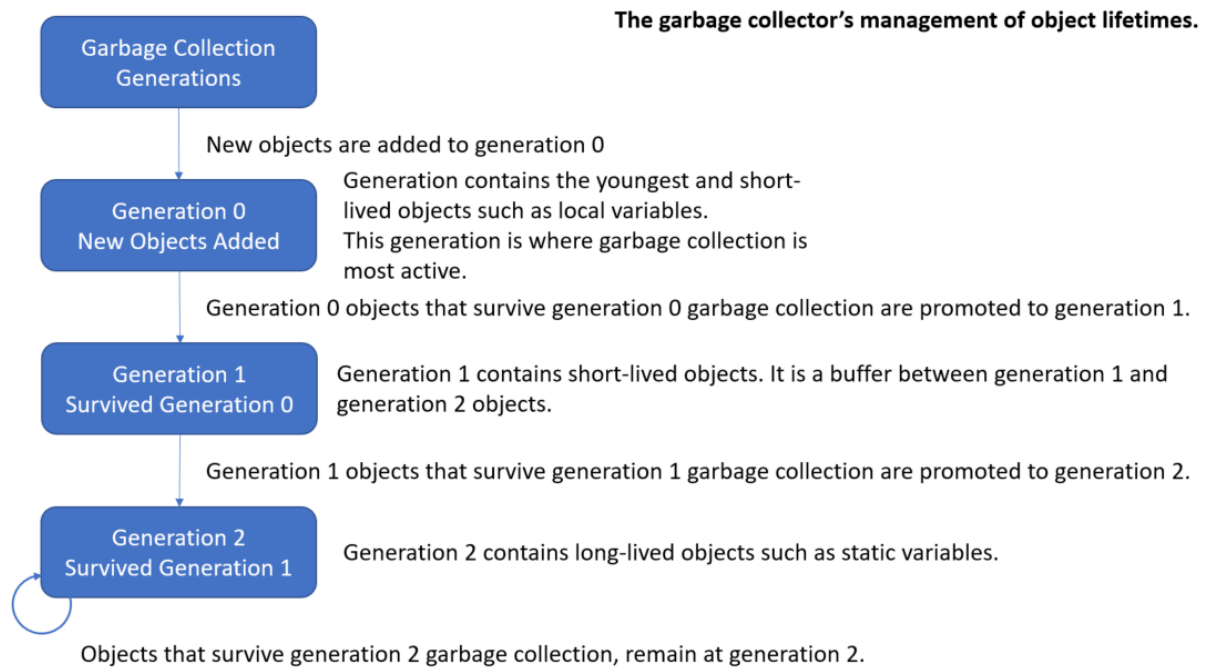 The garbage collector’s management of object lifetimes.
Garbage Collection
Generations
New objects are added to generation 0
Generation 0
New Objects Added
Generation contains the youngest and short-
lived objects such as local variables.
This generation is where garbage collection is
most active.
Generation 0 objects that survive generation 0 garbage collection are promoted to generation 1.
Generation 1
Survived Generation 0
Generation 1 contains short-lived objects. It is a buffer between generation 1 and
generation 2 objects.
Generation 1 objects that survive generation 1 garbage collection are promoted to generation 2.
Generation 2
Survived Generation 1
Generation 2 contains long-lived objects such as static variables.
Objects that survive generation 2 garbage collection, remain at generation 2.